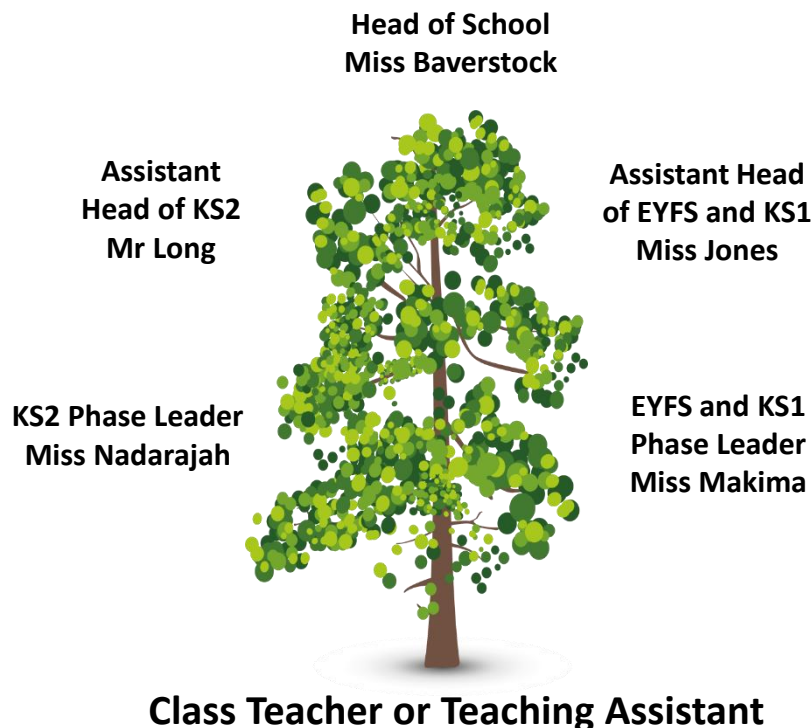 Head of School
Miss Baverstock
Assistant
Head of KS2
Mr Long
Assistant Head
of EYFS and KS1
Miss Jones
KS2 Phase Leader
Miss Nadarajah
EYFS and KS1
Phase Leader
Miss Makima
Class Teacher or Teaching Assistant